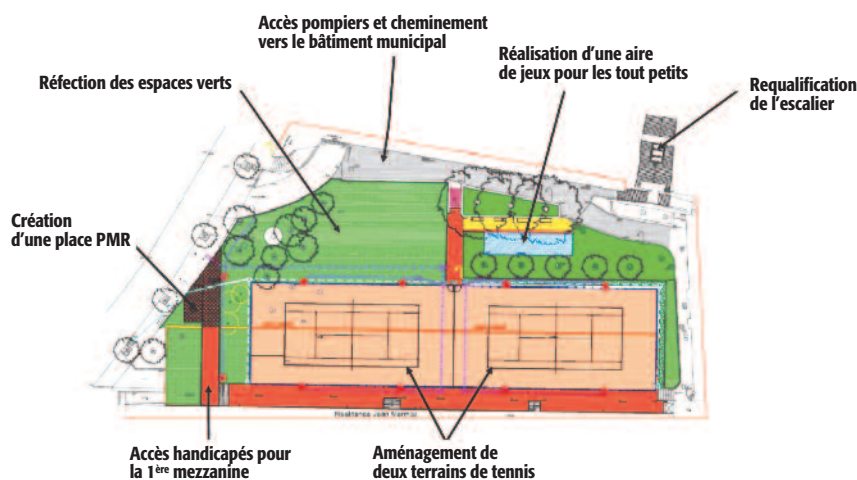 Accès pompiers et cheminement
vers le bâtiment municipal
Réalisation d’une aire
de jeux pour les tout petits
Réfection des espaces verts
Requalification
de l’escalier
Création
d’une place PMR
Accès handicapés pour
la 1ère mezzanine
Aménagement de
deux terrains de tennis